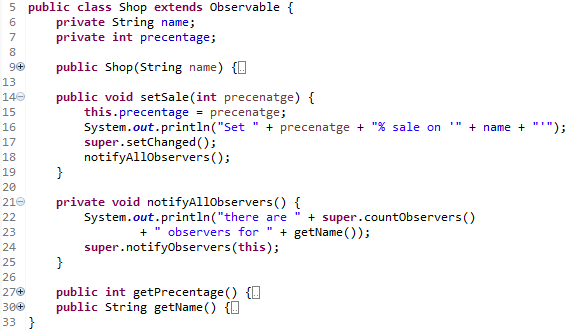 5 public class Shop extends Observable {
6 private String name;
7 private int precentage;
8
9 public Shop(String name) {
13
14 public void setSale(int precenatge) {
15 this.precentage = precenatge;
16 System.out.println("Set " + precenatge + "% sale on '" + name + "'");
17 super.setChanged();
18 notifyAllObservers();
19 }
20
21 private void notifyAllObservers() {
22 System.out.println("there are " + super.countObservers()
23 + " observers for " + getName());
24 super.notifyObservers(this);
25 }
26
27 public int getPrecentage() {
30 public String getName() {
33 }